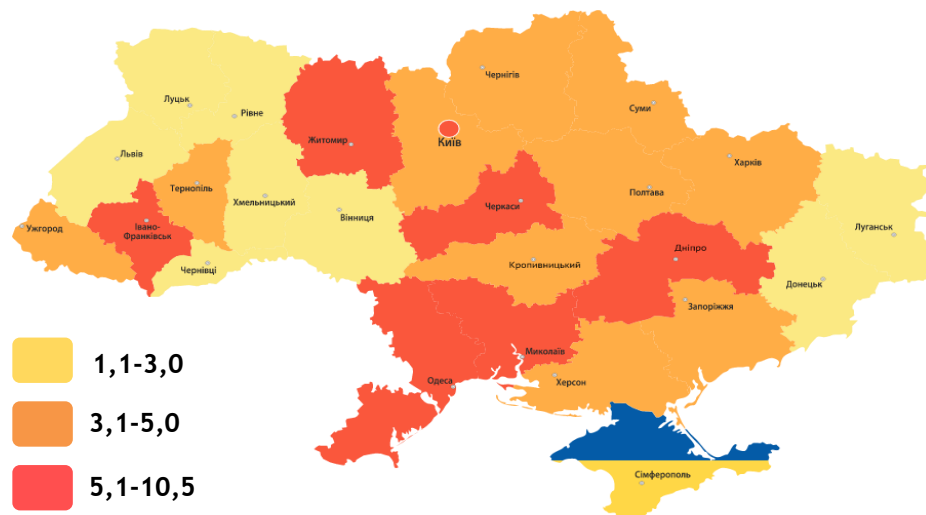 Чернігів
Луцьк
Рівне
Суми
Житомир
Київ
Львів
Харків
Тернопіль
Хмельницький
Черкаси
Полтава
Вінниця
Ужгород
Івано-
Франківськ
Луганськ
Дніпро
Чернівці
Кропивницький
Донецьк
Запоріжжя
Миколаїв
1,1-3,0
Одеса
Херсон
3,1-5,0
Сімферополь
5,1-10,5